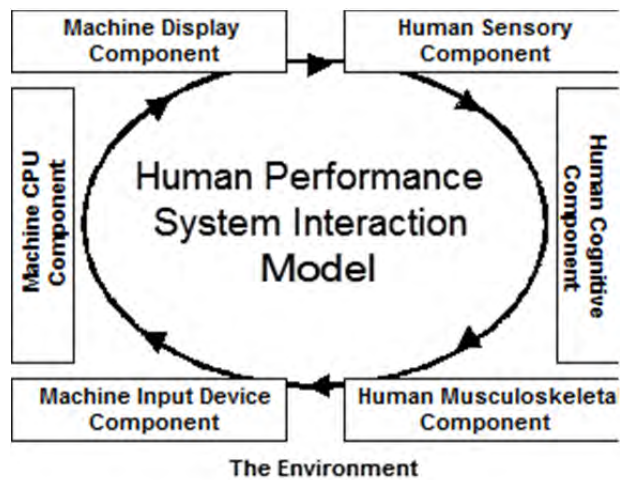 Machine Display
Component
Human Sensory
Component
Machine CPU
Component
Human Performance
System Interaction
Model
Human Cognitive
Component
Machine Input Device
Component
Human Musculoskeletal
Component
The Environment